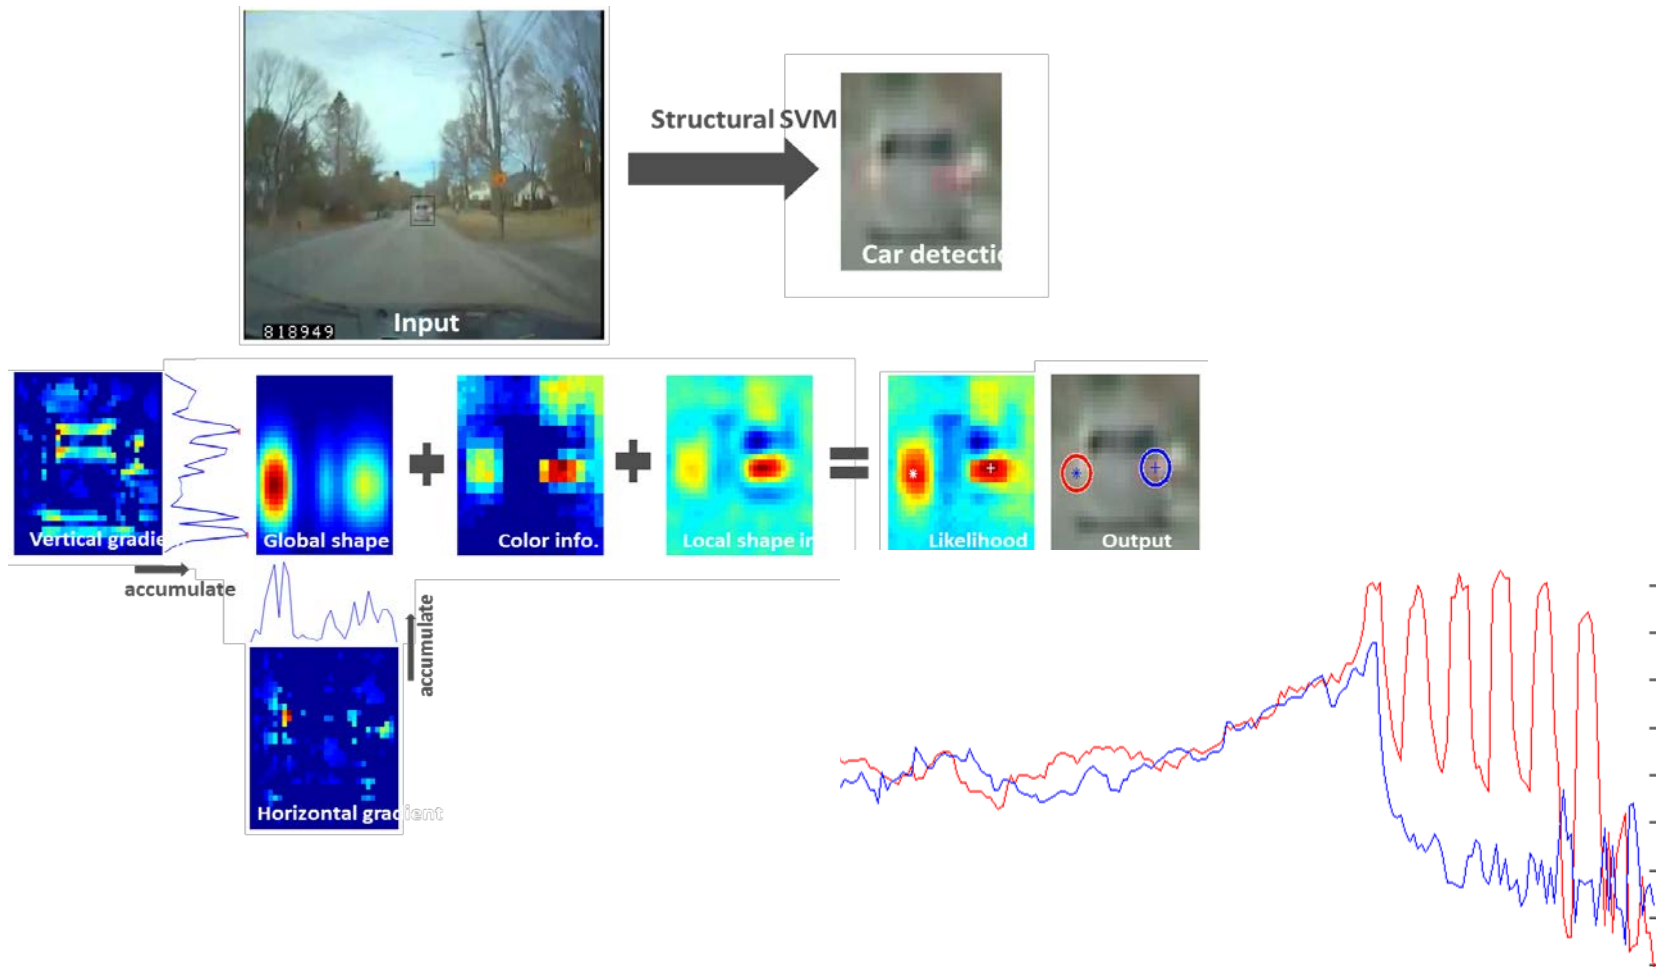 Structural SVM
Car detectio
Input
818949
Vertical gradie
Global shape
Color info.
Local shape in
Likelihood
Output
accumulate
accumulate
Horizontal gradient